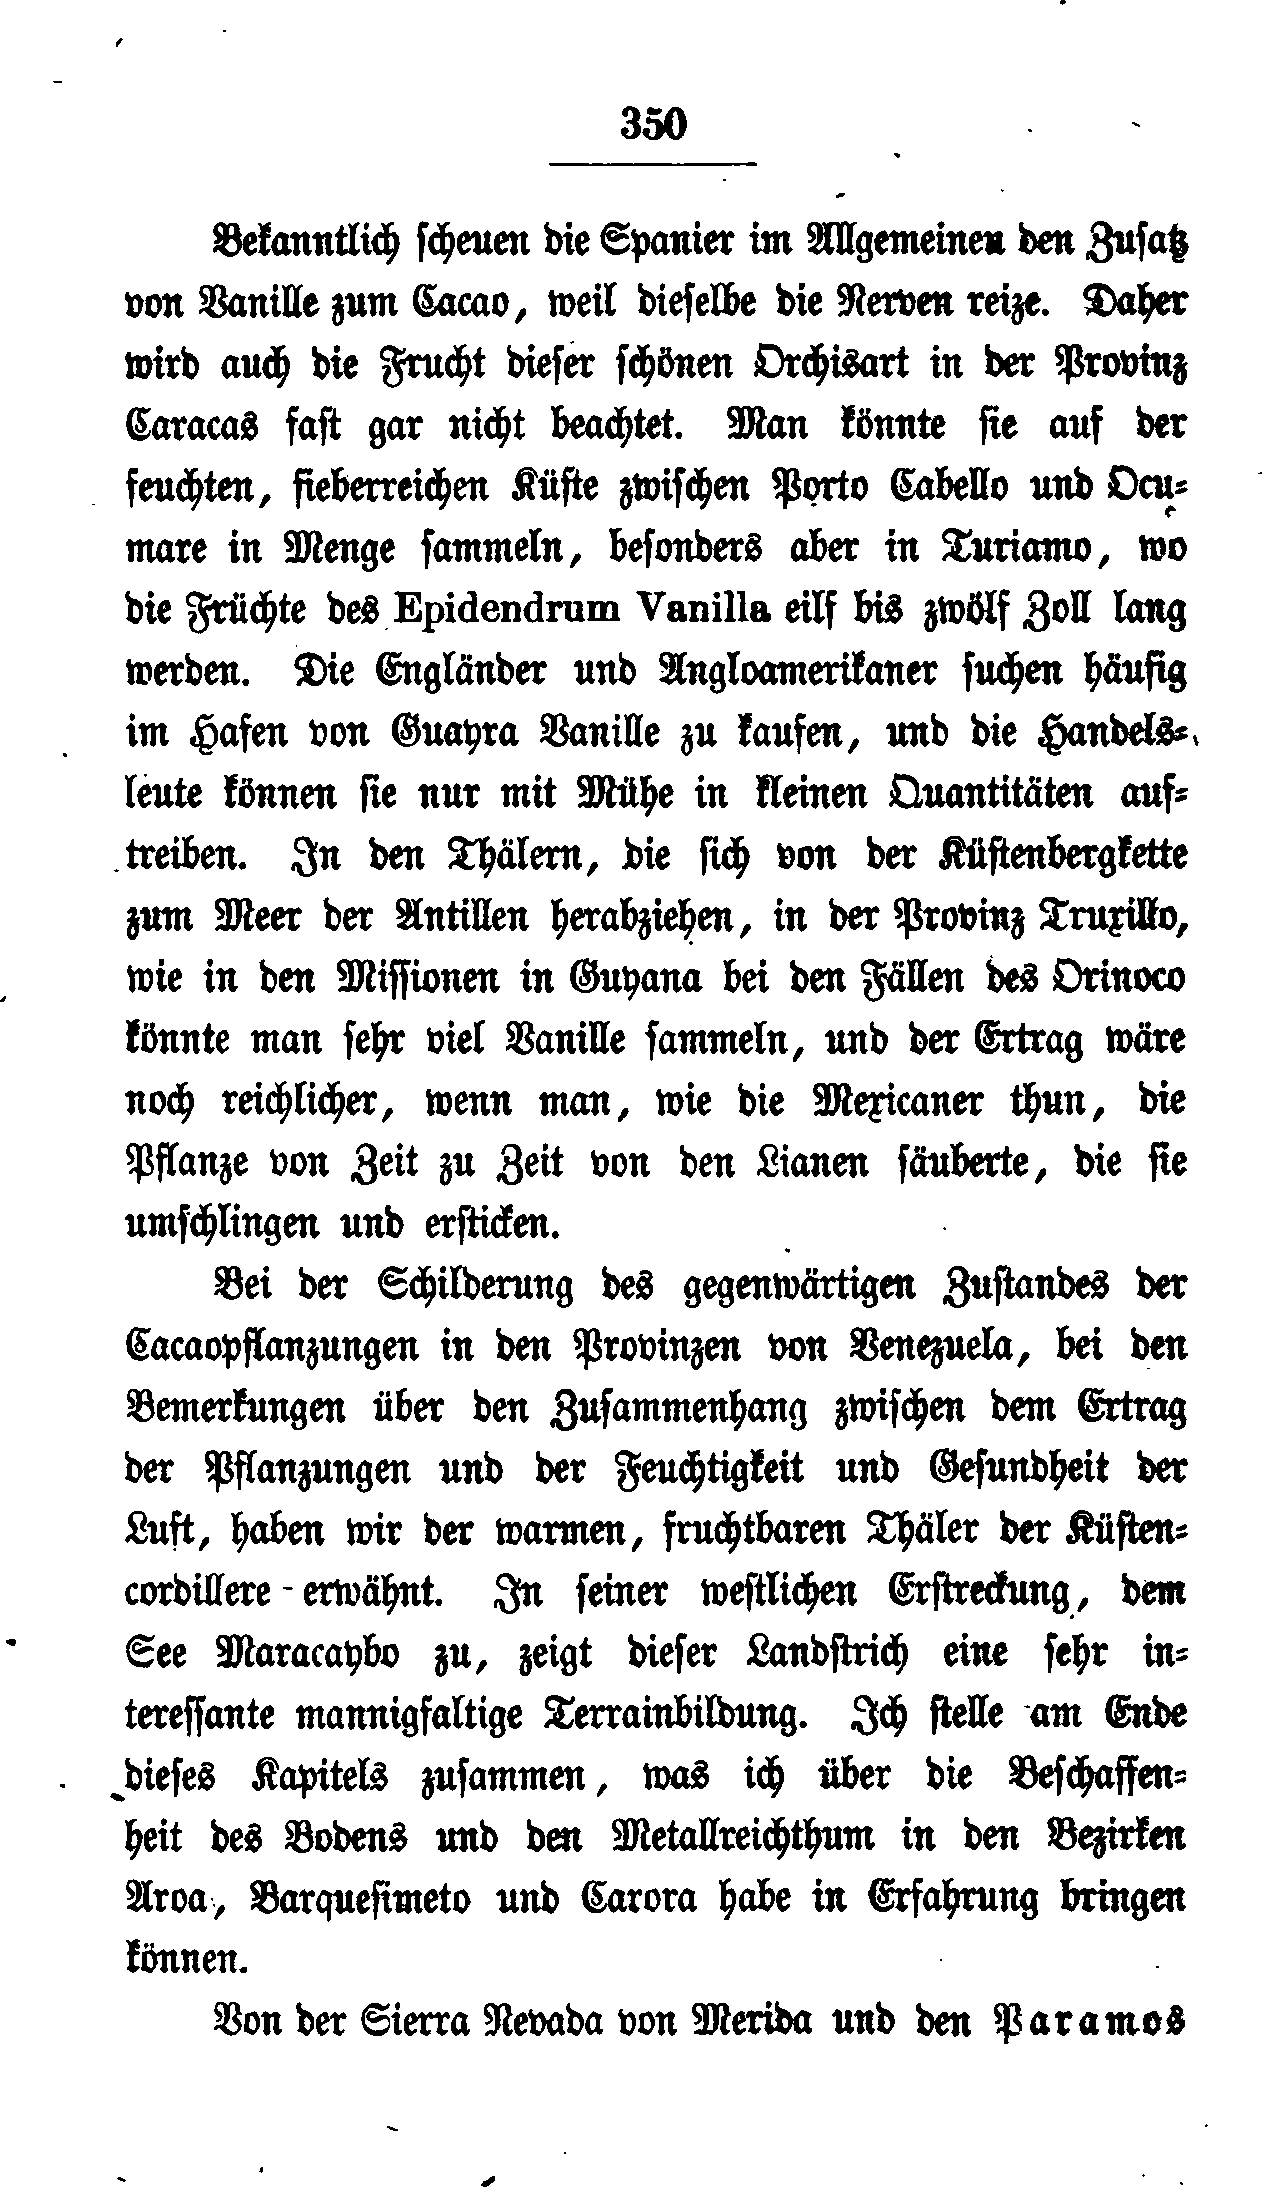 350
Bekanntlich scheuen die Spanier im Allgemeinen den Zusatz
von Vanille zum Cacao, weil dieselbe die Nerven reize. Daher
wird auch die Frucht dieser schönen Orchisart in der Provinz
Caracas fast gar nicht beachtet. Man könnte sie auf der
feuchten, fieberreichen Küste zwischen Porto Cabello und Ocu-
mare in Menge sammeln, besonders aber in Turiamo, wo
die Früchte des Epidendrum Vanilla eilf bis zwölf Zoll lang
werden. Die Engländer und Angloamerikaner suchen häufig
im Hafen von Guayra Vanille zu kaufen, und die Handels-
leute können sie nur mit Mühe in kleinen Quantitäten auf-
treiben. In den Thälern, die sich von der Küstenbergkette
zum Meer der Antillen herabziehen, in der Provinz Truxillo,
wie in den Missionen in Guyana bei den Fällen des Orinoco
könnte man sehr viel Vanille sammeln, und der Ertrag wäre
noch reichlicher, wenn man, wie die Mexicaner thun, die
Pflanze von Zeit zu Zeit von den Lianen säuberte, die sie
umschlingen und ersticken.
Bei der Schilderung des gegenwärtigen Zustandes der
Cacaopflanzungen in den Provinzen von Venezuela, bei den
Bemerkungen über den Zusammenhang zwischen dem Ertrag
der Pflanzungen und der Feuchtigkeit und Gesundheit der
Luft, haben wir der warmen, fruchtbaren Thäler der Küsten-
cordillere erwähnt. In seiner westlichen Erstreckung, dem
See Maracaybo zu, zeigt dieser Landstrich eine sehr in-
teressante mannigfaltige Terrainbildung. Ich stelle am Ende
dieses Kapitels zusammen, was ich über die Beschaffen-
heit des Bodens und den Metallreichthum in den Bezirken
Aroa, Barquesimeto und Carora habe in Erfahrung bringen
können.
Von der Sierra Nevada von Merida und den Paramos